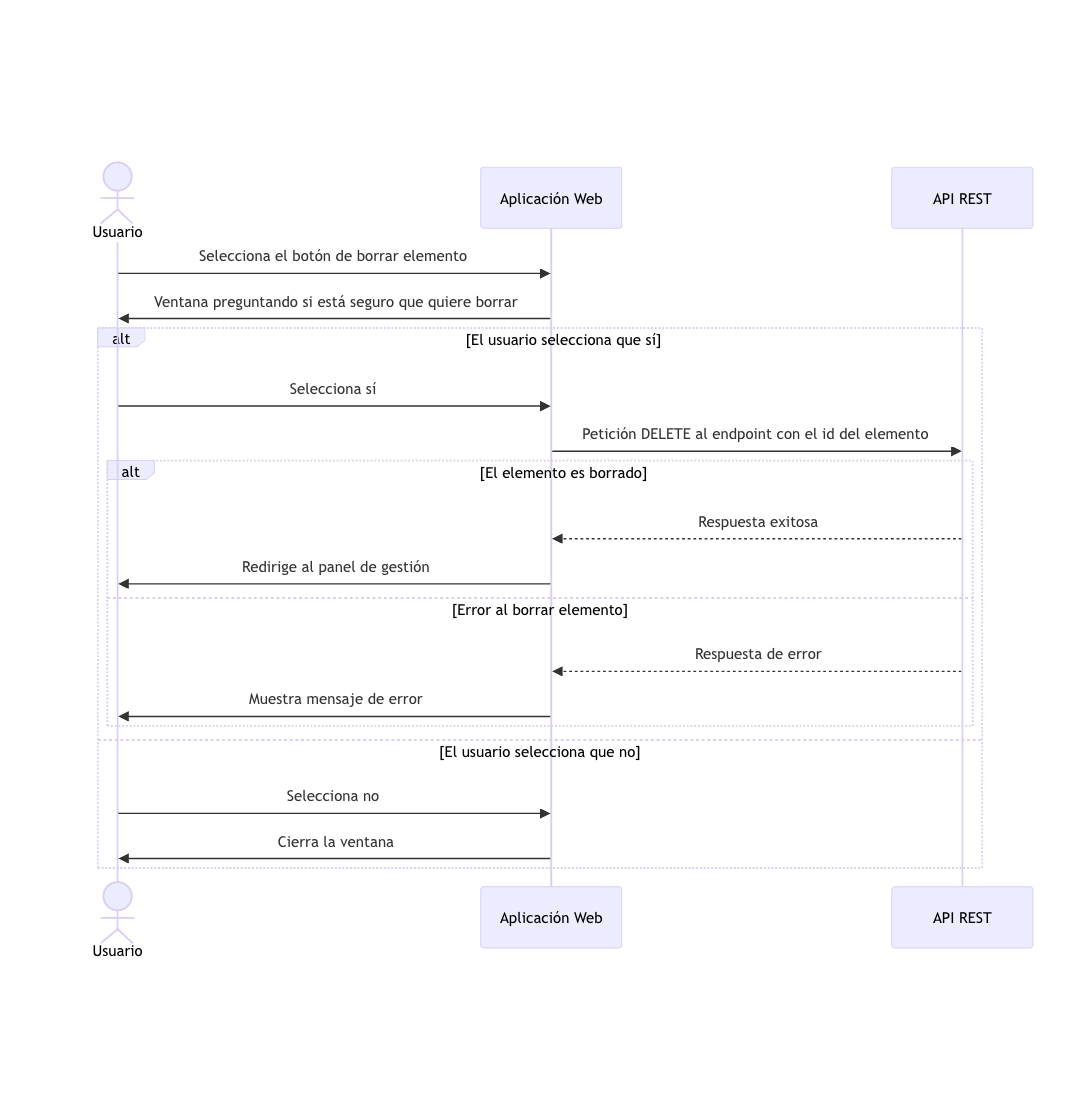 Usuario
Aplicación Web
API REST
Selecciona el botón de borrar elemento
Ventana preguntando si está seguro que quiere borrar
alt
[El usuario selecciona que sí]
Selecciona sí
Petición DELETE al endpoint con el id del elemento
alt
[El elemento es borrado]
Respuesta exitosa
Redirige al panel de gestión
[Error al borrar elemento]
Respuesta de error
Muestra mensaje de error
[El usuario selecciona que no]
Selecciona no
Cierra la ventana
Usuario
Aplicación Web
API REST